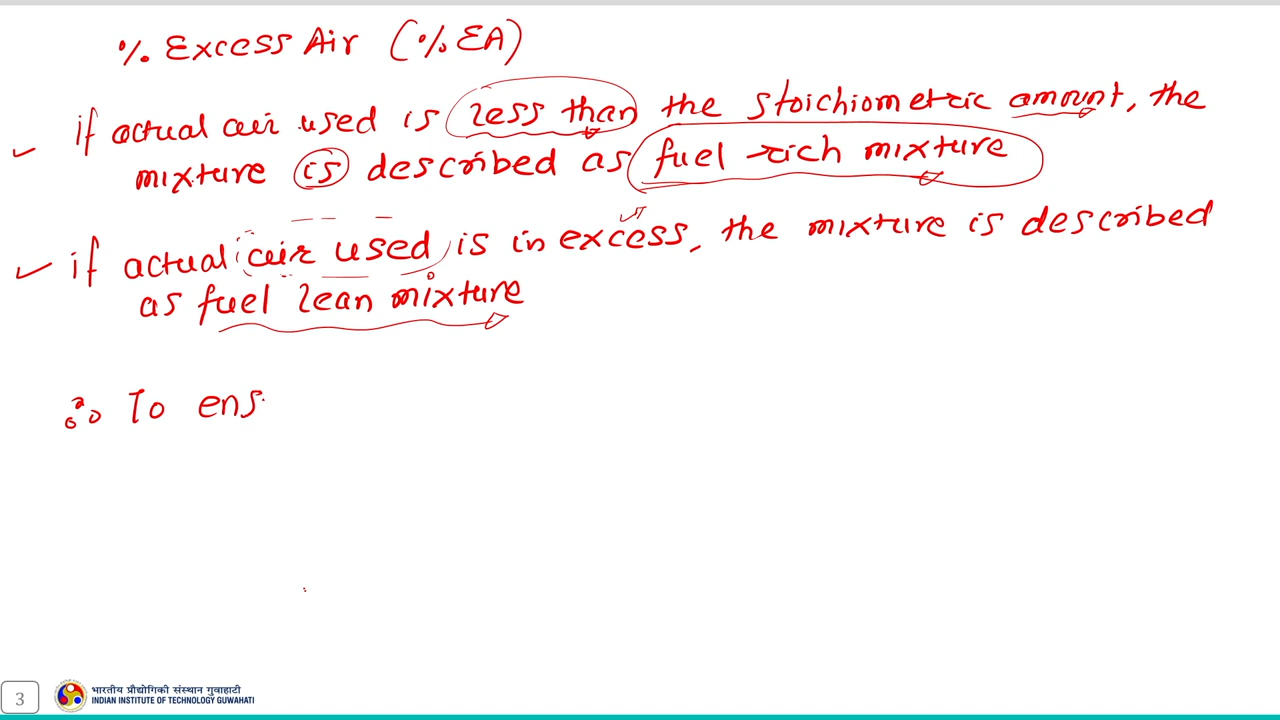 % Excess Air (% EA)
if actual air used is less than the stoichiometric amount, the
mixture is described as fuel rich mixture
if actual air used is in excess, the mixture is described
as fuel lean mixture
To ens
3
भारतीय प्रौद्योगिकी संस्थान गुवाहाटी
INDIAN INSTITUTE OF TECHNOLOGY GUWAHATI